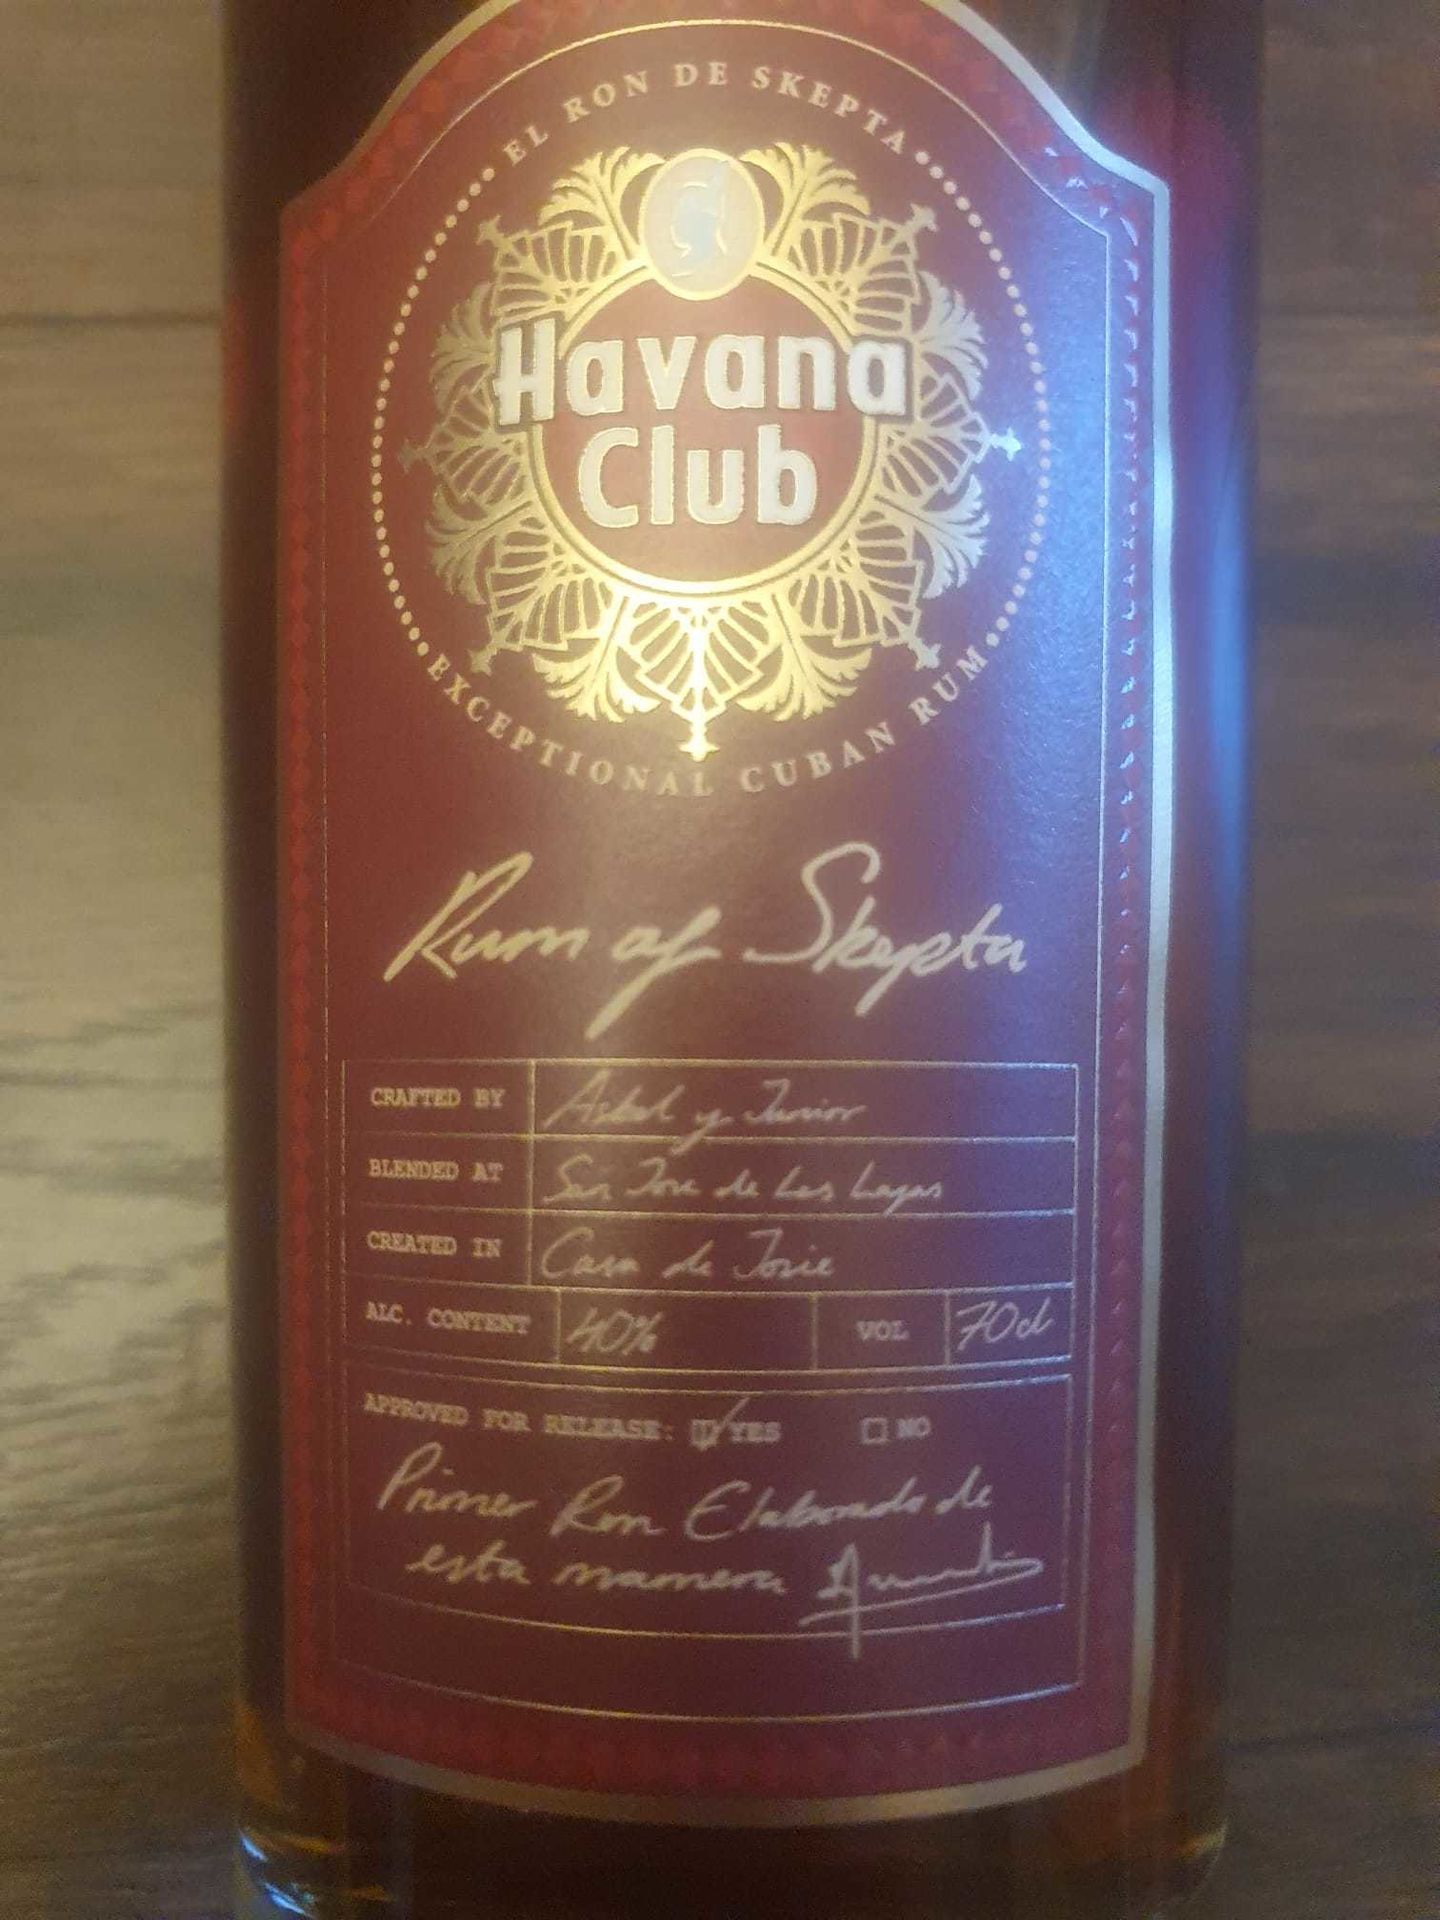 EL RON DE SKEPTA
Havana
Club
EXCEPTIONAL CUBAN RUM
Rum of Skepta
CRAFTED BY Asbel y Junior
BLENDED AT San Jose de Las Lajas
CREATED IN Casa de Josie
ALC. CONTENT 40% VOL 70cl
APPROVED FOR RELEASE: YES NO
Primer Ron Elaborado de
esta manera